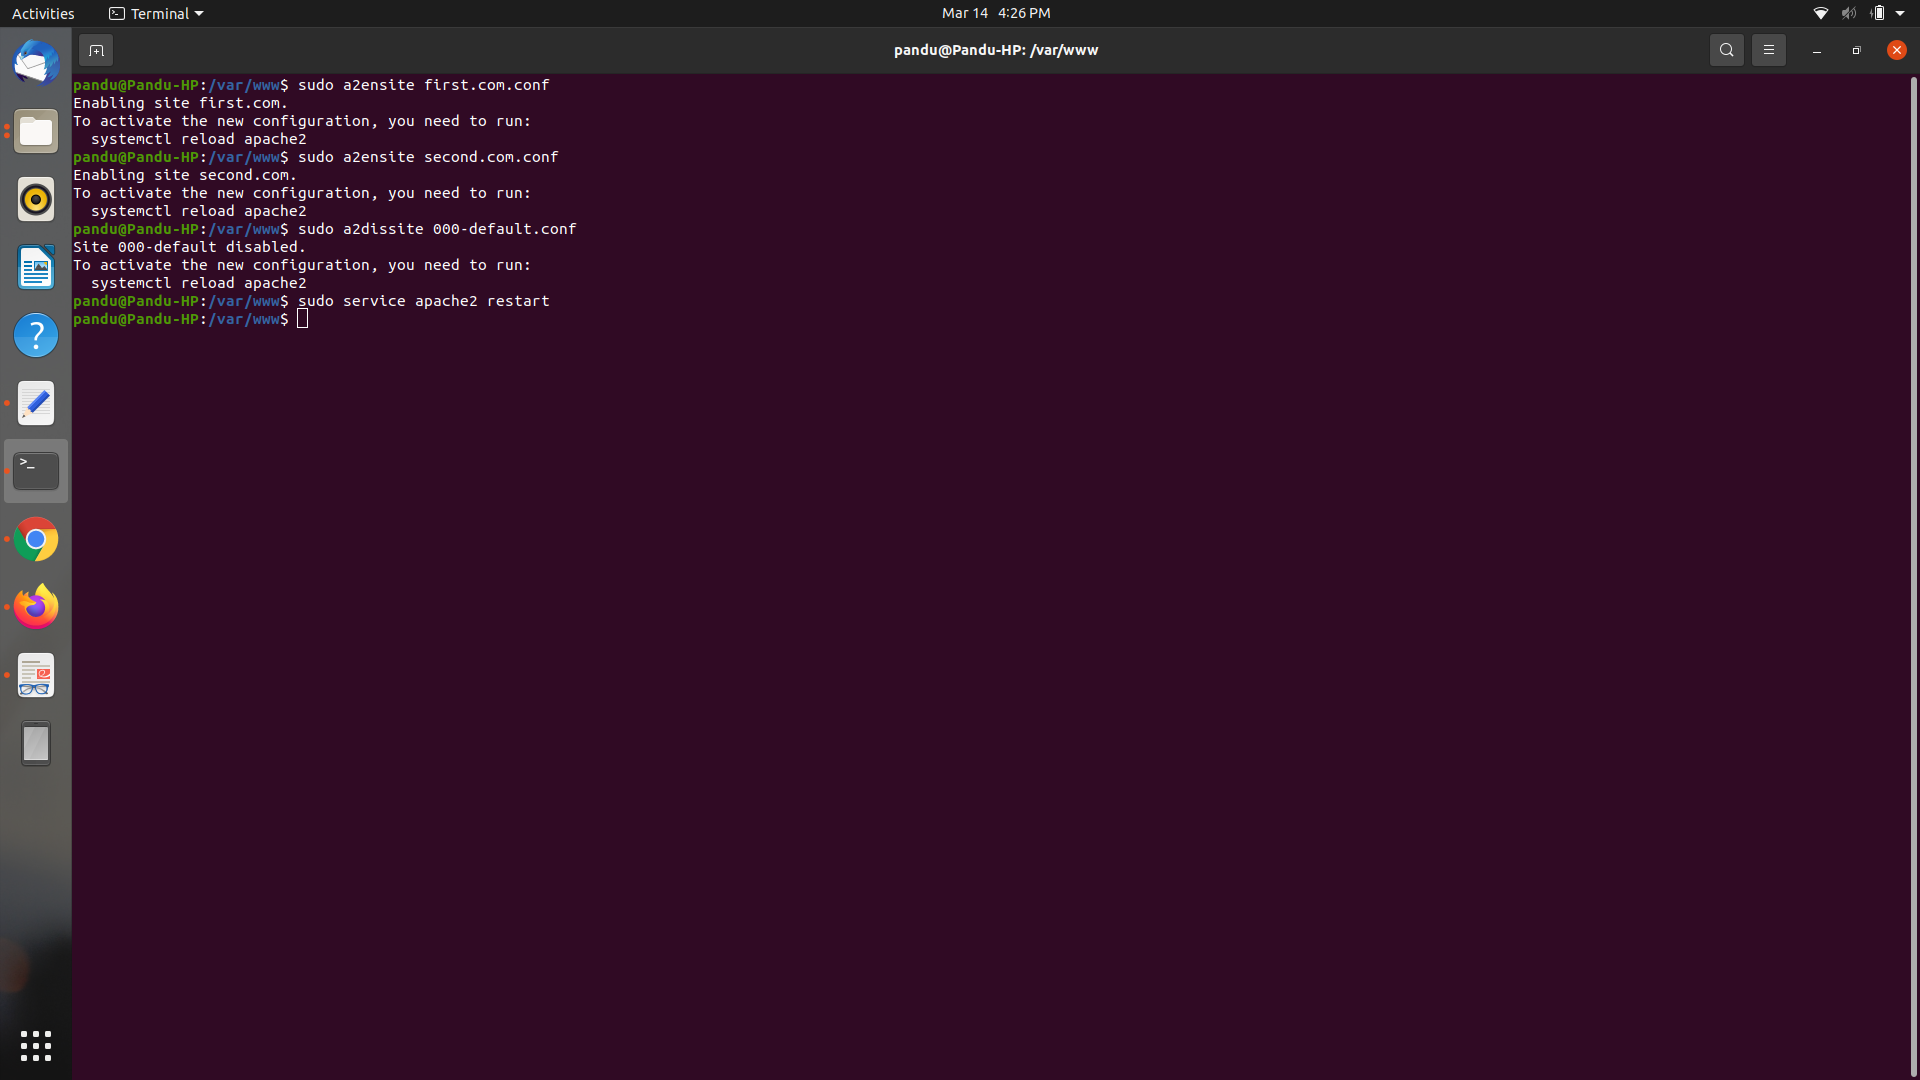 Activities Terminal Mar 14 4:26 PM
pandu@Pandu-HP: /var/www
pandu@Pandu-HP:/var/www$ sudo a2ensite first.com.conf
Enabling site first.com.
To activate the new configuration, you need to run:
  systemctl reload apache2
pandu@Pandu-HP:/var/www$ sudo a2ensite second.com.conf
Enabling site second.com.
To activate the new configuration, you need to run:
  systemctl reload apache2
pandu@Pandu-HP:/var/www$ sudo a2dissite 000-default.conf
Site 000-default disabled.
To activate the new configuration, you need to run:
  systemctl reload apache2
pandu@Pandu-HP:/var/www$ sudo service apache2 restart
pandu@Pandu-HP:/var/www$